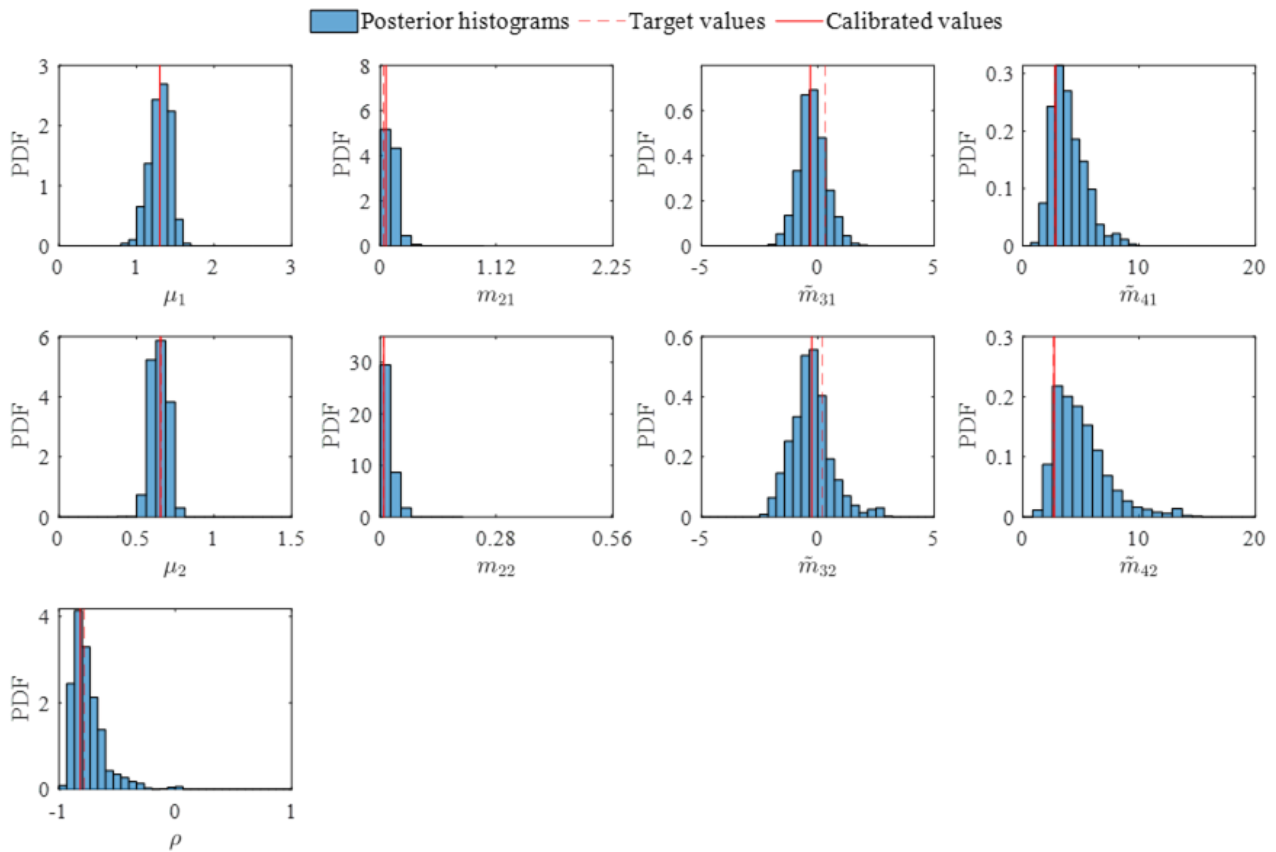 Posterior histograms Target values Calibrated values
3 2 1 0 PDF 0 1 2 3 μ₁
8 6 4 2 0 PDF 0 1.12 2.25 m₂₁
0.8 0.6 0.4 0.2 0 PDF -5 0 5 m̃₃₁
0.3 0.2 0.1 0 PDF 0 10 20 m̃₄₁
6 4 2 0 PDF 0 0.5 1 1.5 μ₂
30 20 10 0 PDF 0 0.28 0.56 m₂₂
0.6 0.4 0.2 0 PDF -5 0 5 m̃₃₂
0.3 0.2 0.1 0 PDF 0 10 20 m̃₄₂
4 2 0 PDF -1 0 1 ρ